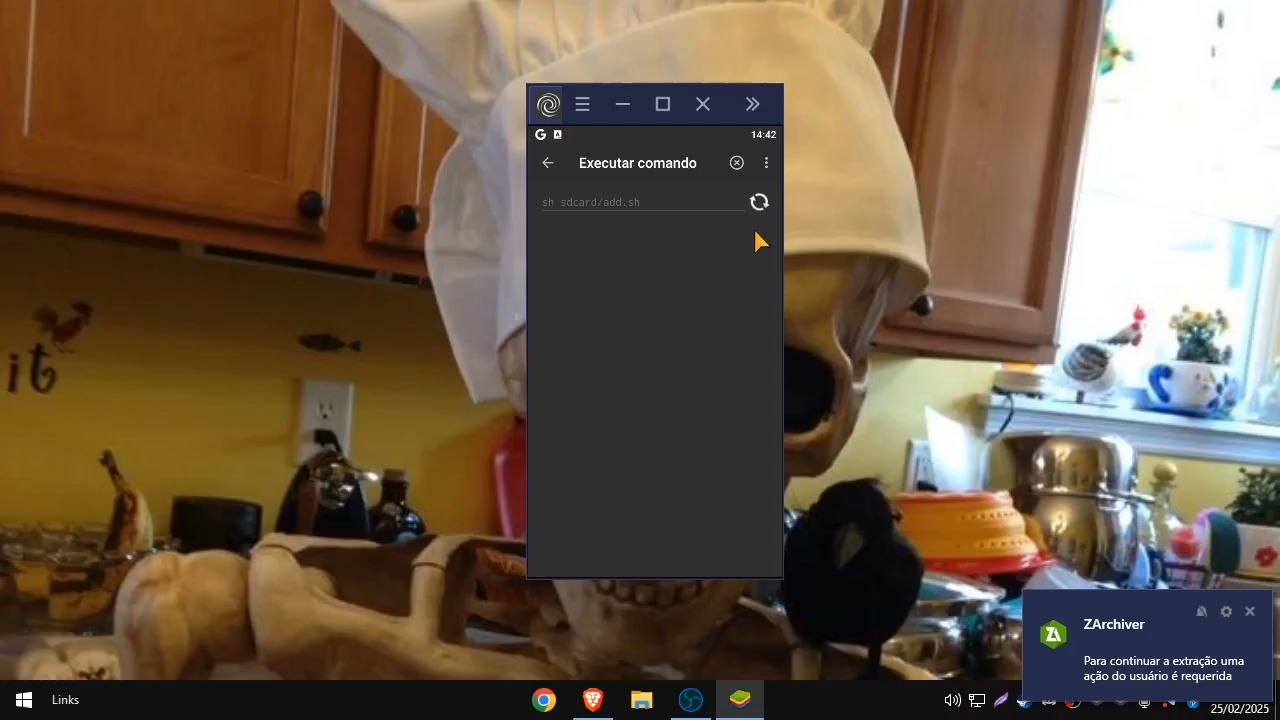 14:42
Executar comando
sh sdcard/add.sh
it
ZArchiver
ZA
Para continuar a extração uma
ação do usuário é requerida
Links
25/02/2025